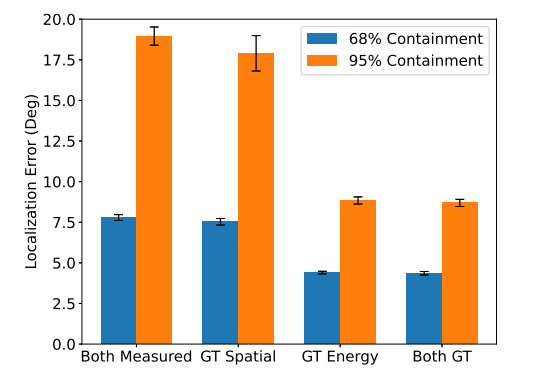 20.0
17.5
15.0
12.5
10.0
7.5
5.0
2.5
0.0
Localization Error (Deg)
68% Containment
95% Containment
Both Measured
GT Spatial
GT Energy
Both GT